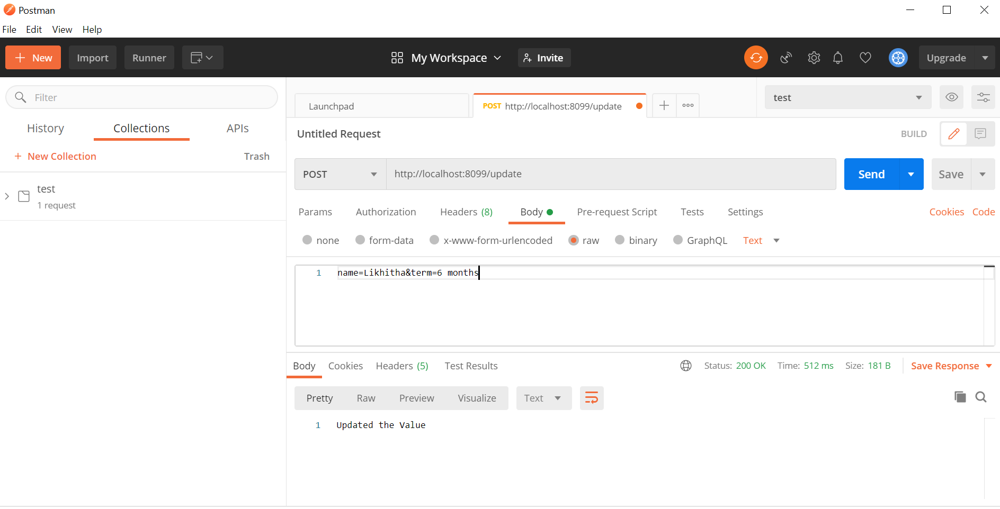 Postman
File Edit View Help
+ New Import Runner My Workspace Invite Upgrade
Filter
Launchpad POST http://localhost:8099/update test
History Collections APIs
Untitled Request BUILD
+ New Collection Trash
POST http://localhost:8099/update Send Save
test
1 request
Params Authorization Headers (8) Body Pre-request Script Tests Settings Cookies Code
none form-data x-www-form-urlencoded raw binary GraphQL Text
1 name=Likhitha&term=6 months
Body Cookies Headers (5) Test Results Status: 200 OK Time: 512 ms Size: 181 B Save Response
Pretty Raw Preview Visualize Text
1 Updated the Value